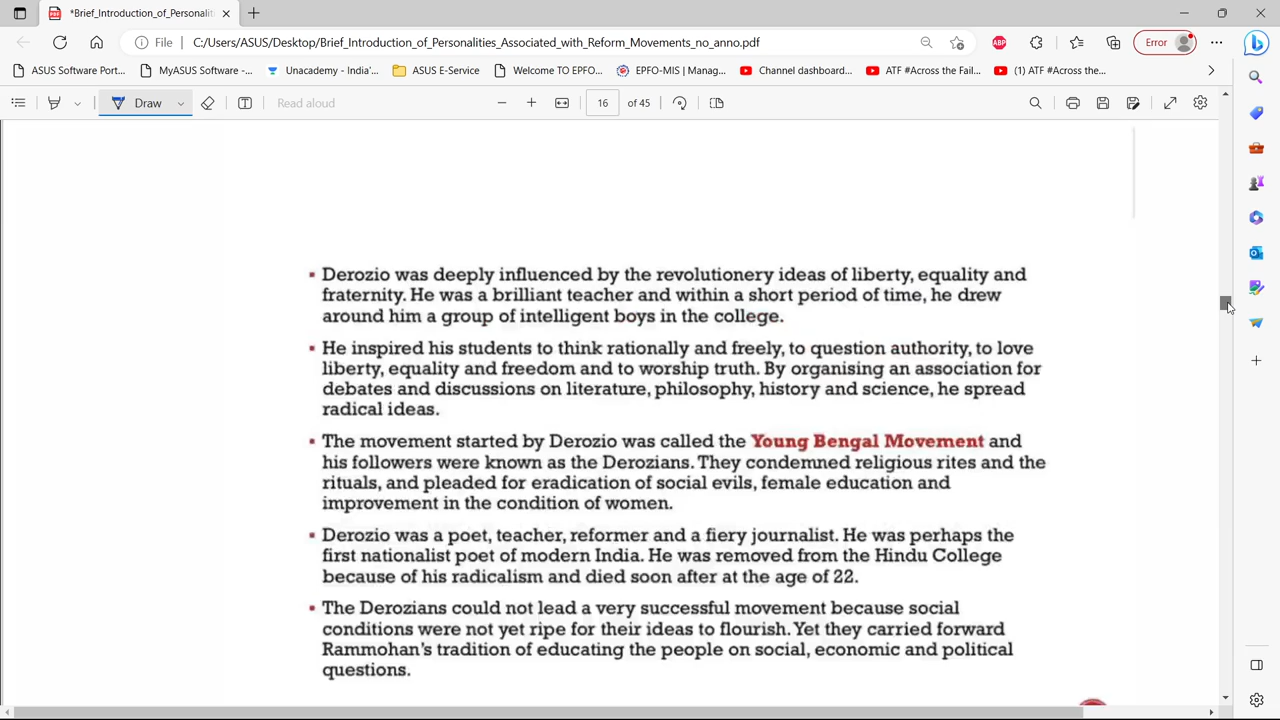 *Brief_Introduction_of_Personaliti
File
C:/Users/ASUS/Desktop/Brief_Introduction_of_Personalities_Associated_with_Reform_Movements_no_anno.pdf
ABP
Error
ASUS Software Port...
MyASUS Software -...
Unacademy - India'...
ASUS E-Service
Welcome To EPFO...
EPFO-MIS | Manag...
Channel dashboard...
ATF #Across the Fail...
(1) ATF #Across the...
Draw
Read aloud
16 of 45
▪ Derozio was deeply influenced by the revolutionery ideas of liberty, equality and
fraternity. He was a brilliant teacher and within a short period of time, he drew
around him a group of intelligent boys in the college.
▪ He inspired his students to think rationally and freely, to question authority, to love
liberty, equality and freedom and to worship truth. By organising an association for
debates and discussions on literature, philosophy, history and science, he spread
radical ideas.
▪ The movement started by Derozio was called the Young Bengal Movement and
his followers were known as the Derozians. They condemned religious rites and the
rituals, and pleaded for eradication of social evils, female education and
improvement in the condition of women.
▪ Derozio was a poet, teacher, reformer and a fiery journalist. He was perhaps the
first nationalist poet of modern India. He was removed from the Hindu College
because of his radicalism and died soon after at the age of 22.
▪ The Derozians could not lead a very successful movement because social
conditions were not yet ripe for their ideas to flourish. Yet they carried forward
Rammohan's tradition of educating the people on social, economic and political
questions.